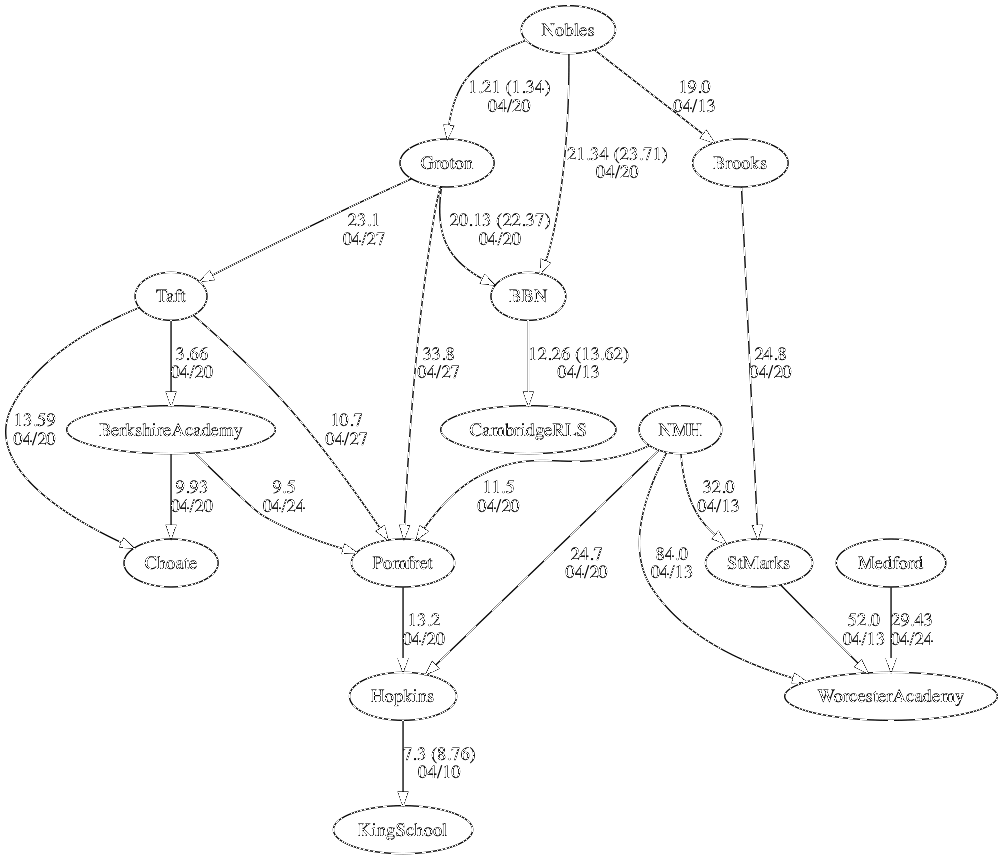 Nobles
1.21 (1.34)
04/20
19.0
04/13
21.34 (23.71)
04/20
Groton
Brooks
23.1
04/27
20.13 (22.37)
04/20
Taft
BBN
3.66
04/20
33.8
04/27
12.26 (13.62)
04/13
24.8
04/20
13.59
04/20
10.7
04/27
BerkshireAcademy
CambridgeRLS
NMH
9.93
04/20
9.5
04/24
11.5
04/20
32.0
04/13
Choate
Pomfret
24.7
04/20
84.0
04/13
StMarks
Medford
13.2
04/20
52.0
04/13
29.43
04/24
Hopkins
WorcesterAcademy
7.3 (8.76)
04/10
KingSchool